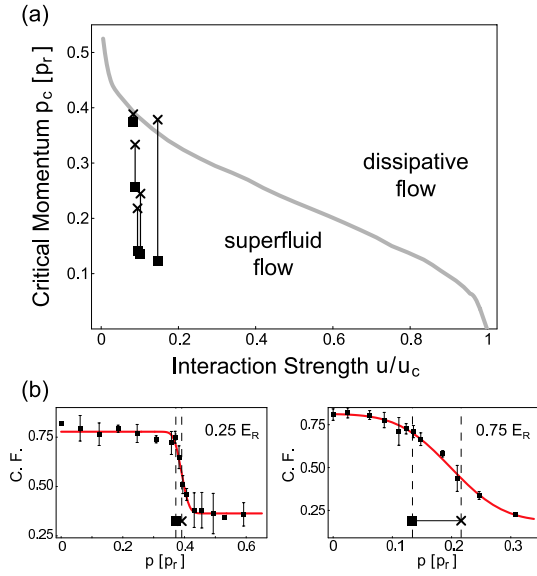 (a)
Critical Momentum p_c [p_r]
0.5
0.4
0.3
0.2
0.1
dissipative
flow
superfluid
flow
0.2
0.4
0.6
0.8
1
Interaction Strength u/u_c
(b)
C. F.
0.75
0.50
0.25
0.25 E_R
0
0.2
0.4
0.6
p [p_r]
0.75
0.50
0.25
0.75 E_R
0
0.1
0.2
0.3
p [p_r]